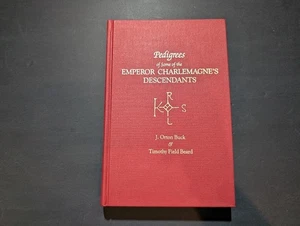 Pedigrees
of Some of the
EMPEROR CHARLEMAGNE'S
DESCENDANTS
R
K S
L
J. Orton Buck
&
Timothy Field Beard